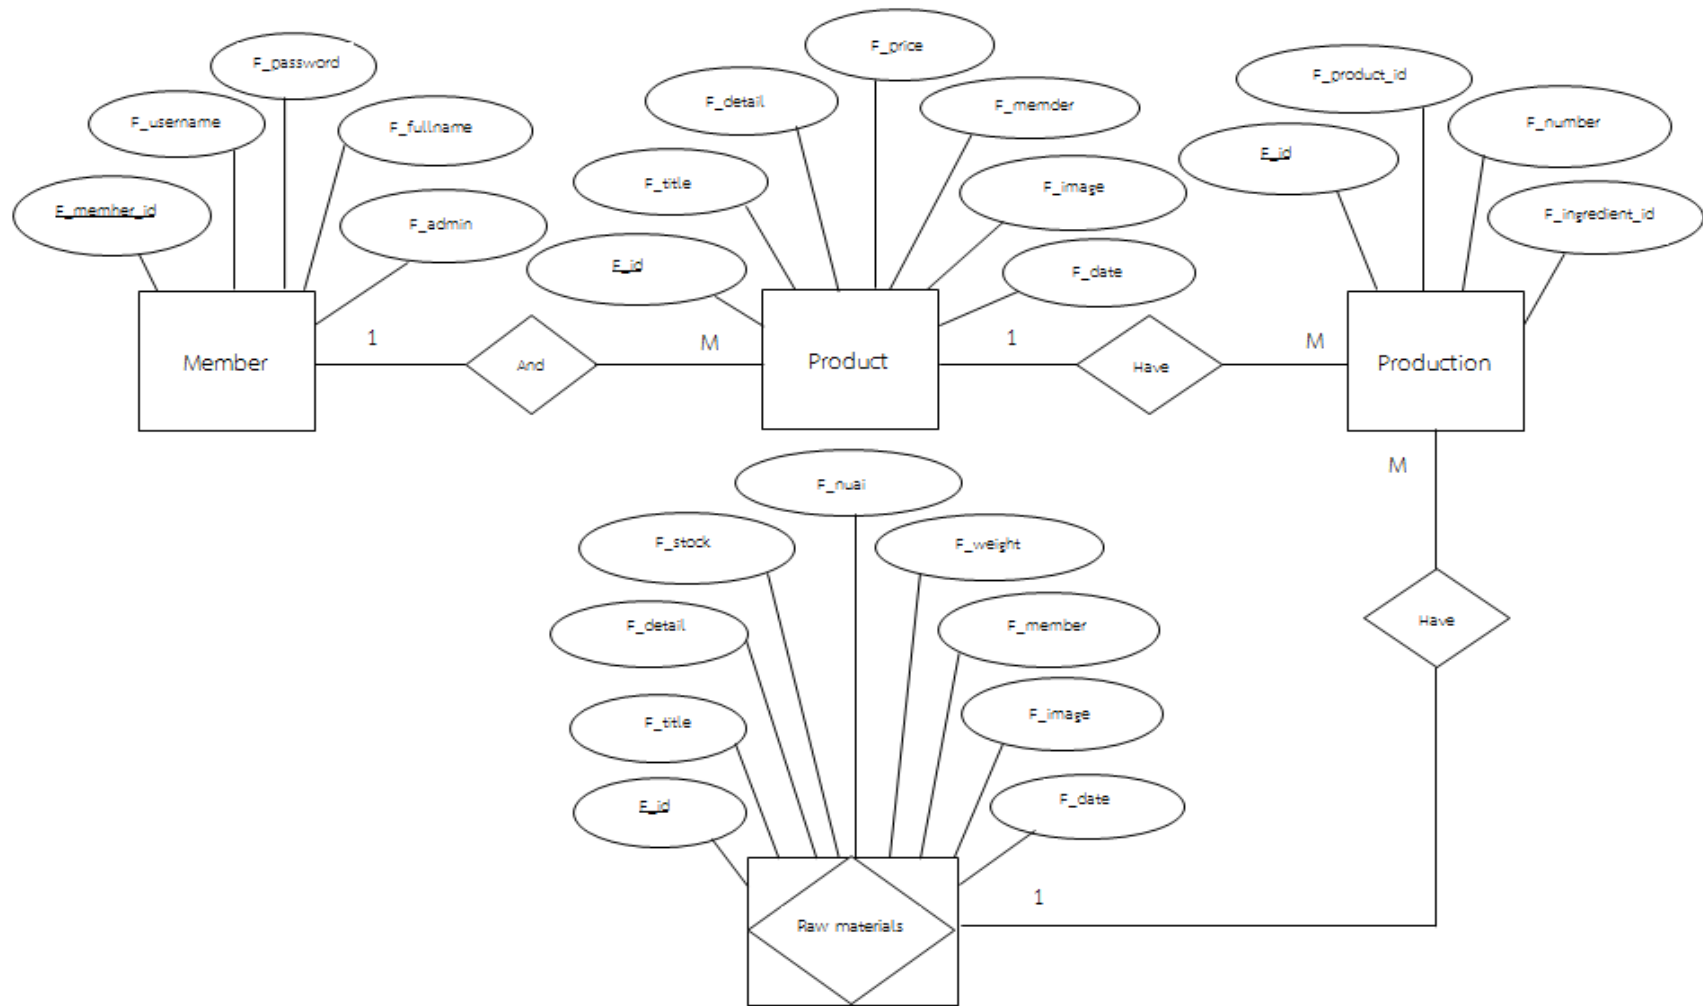 F_price
F_password
F_product_id
F_detail
F_memder
F_username
F_fullname
F_number
F_id
F_title
F_image
F_member_id
F_ingredient_id
F_admin
F_id
F_date
1
M
1
M
Member
And
Product
Have
Production
M
F_nuai
F_stock
F_weight
F_detail
F_member
Have
F_title
F_image
F_id
F_date
1
Raw materials